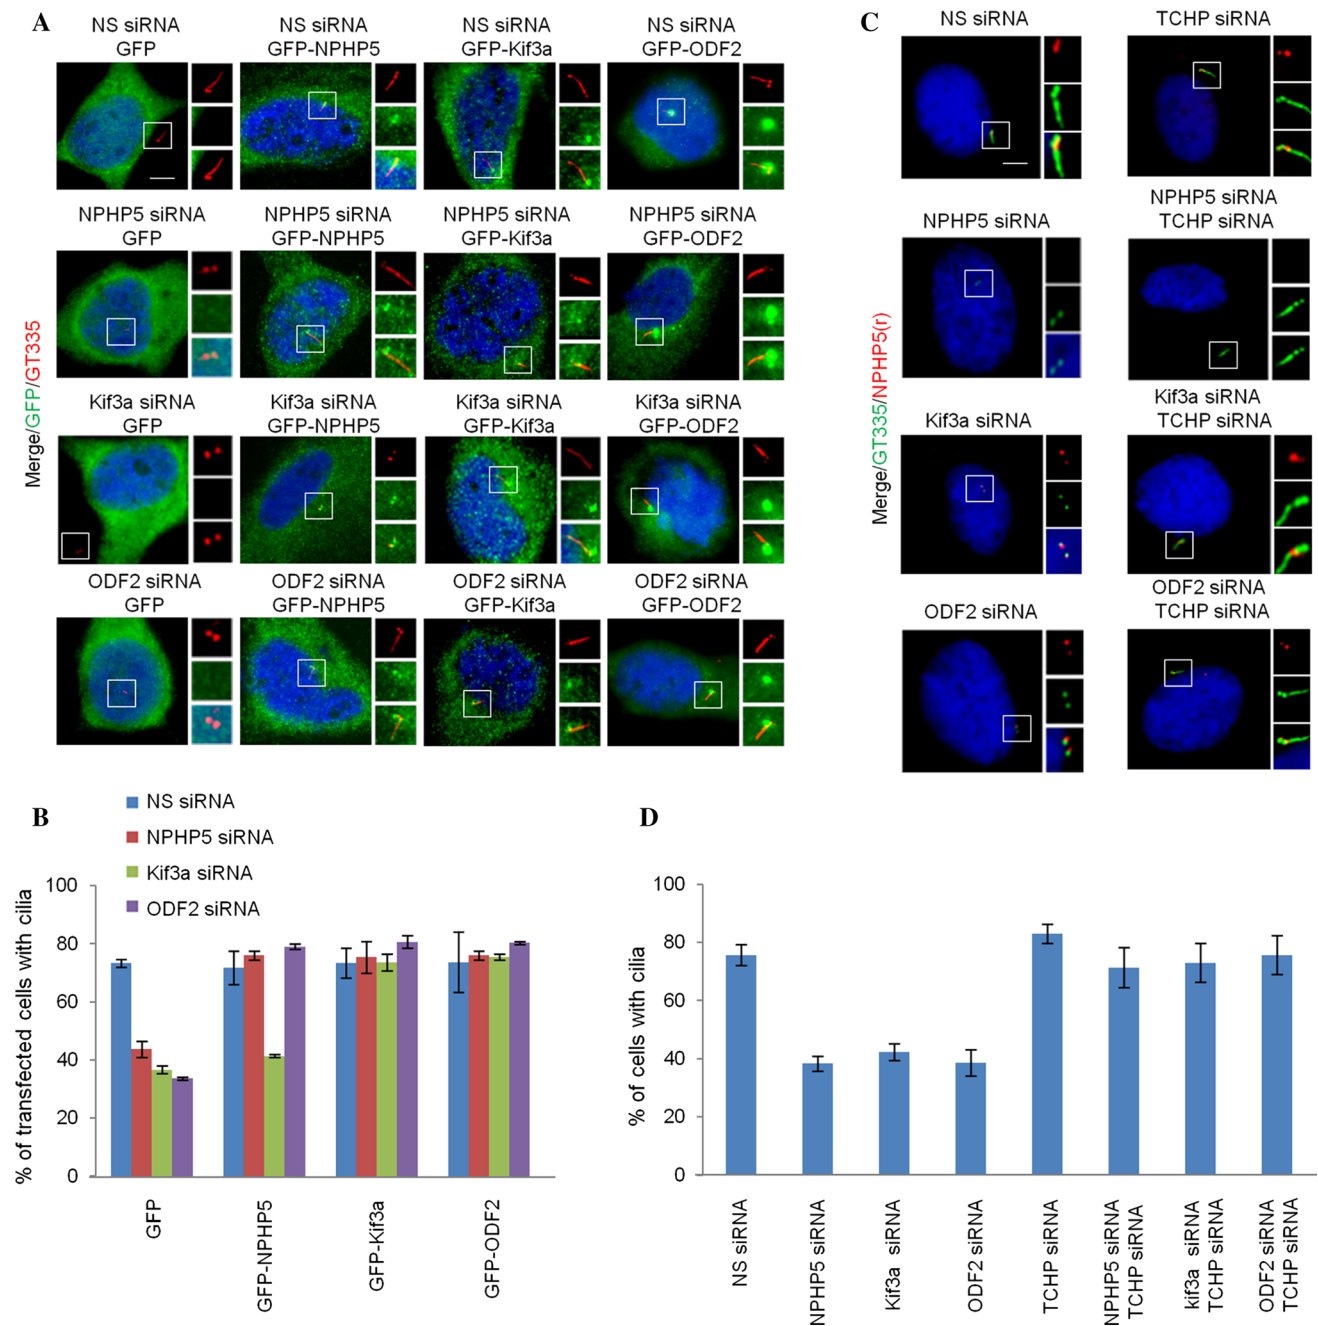 A
NS siRNA
GFP
NS siRNA
GFP-NPHP5
NS siRNA
GFP-Kif3a
NS siRNA
GFP-ODF2
NPHP5 siRNA
GFP
NPHP5 siRNA
GFP-NPHP5
NPHP5 siRNA
GFP-Kif3a
NPHP5 siRNA
GFP-ODF2
Kif3a siRNA
GFP
Kif3a siRNA
GFP-NPHP5
Kif3a siRNA
GFP-Kif3a
Kif3a siRNA
GFP-ODF2
ODF2 siRNA
GFP
ODF2 siRNA
GFP-NPHP5
ODF2 siRNA
GFP-Kif3a
ODF2 siRNA
GFP-ODF2
Merge/GFP/GT335
C
NS siRNA
TCHP siRNA
NPHP5 siRNA
NPHP5 siRNA
TCHP siRNA
Kif3a siRNA
Kif3a siRNA
TCHP siRNA
ODF2 siRNA
ODF2 siRNA
TCHP siRNA
Merge/GT335/NPHP5(r)
B
NS siRNA
NPHP5 siRNA
Kif3a siRNA
ODF2 siRNA
% of transfected cells with cilia
100
80
60
40
20
0
GFP
GFP-NPHP5
GFP-Kif3a
GFP-ODF2
D
% of cells with cilia
100
80
60
40
20
0
NS siRNA
NPHP5 siRNA
Kif3a siRNA
ODF2 siRNA
TCHP siRNA
NPHP5 siRNA
TCHP siRNA
kif3a siRNA
TCHP siRNA
ODF2 siRNA
TCHP siRNA